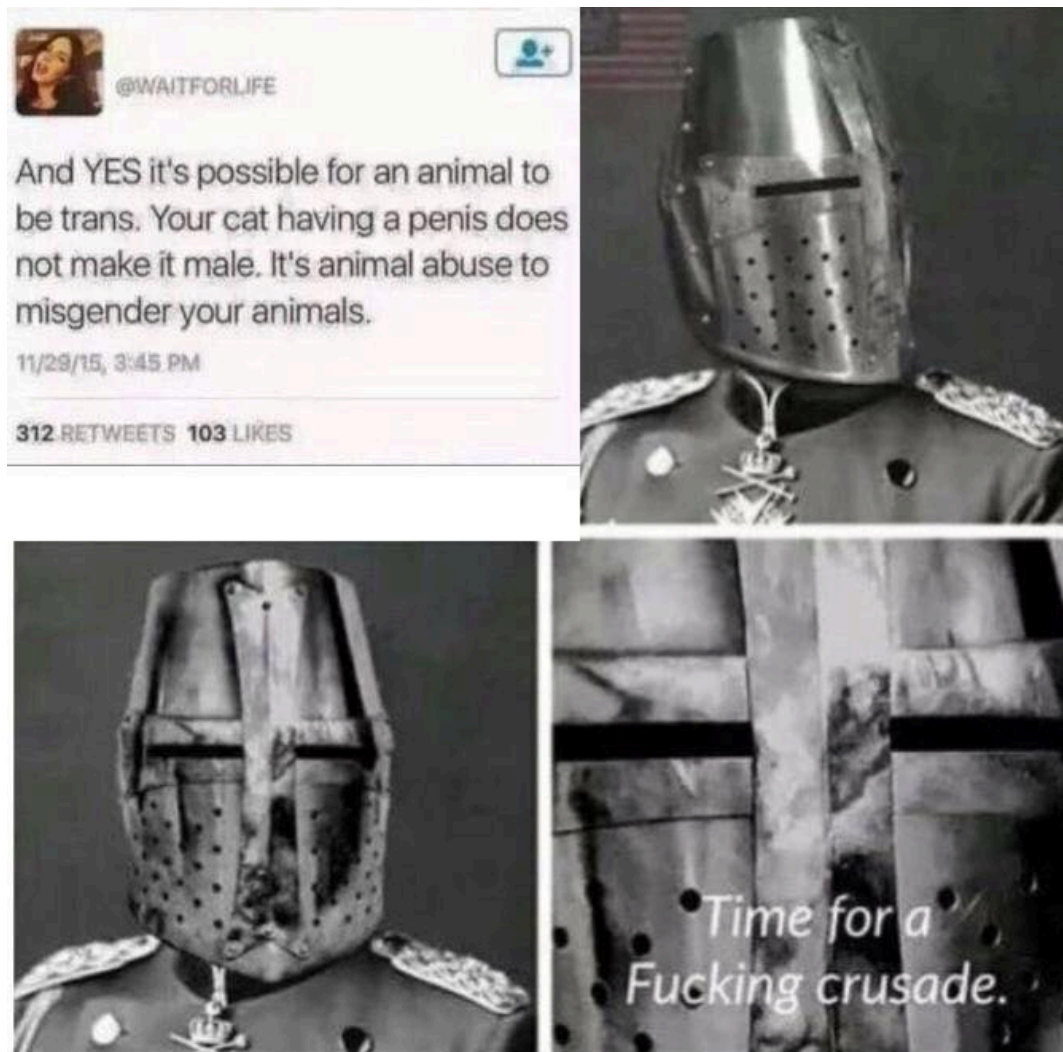 @WAITFORLIFE
And YES it's possible for an animal to
be trans. Your cat having a penis does
not make it male. It's animal abuse to
misgender your animals.
11/29/15, 3:45 PM
312 RETWEETS 103 LIKES
Time for a
Fucking crusade.